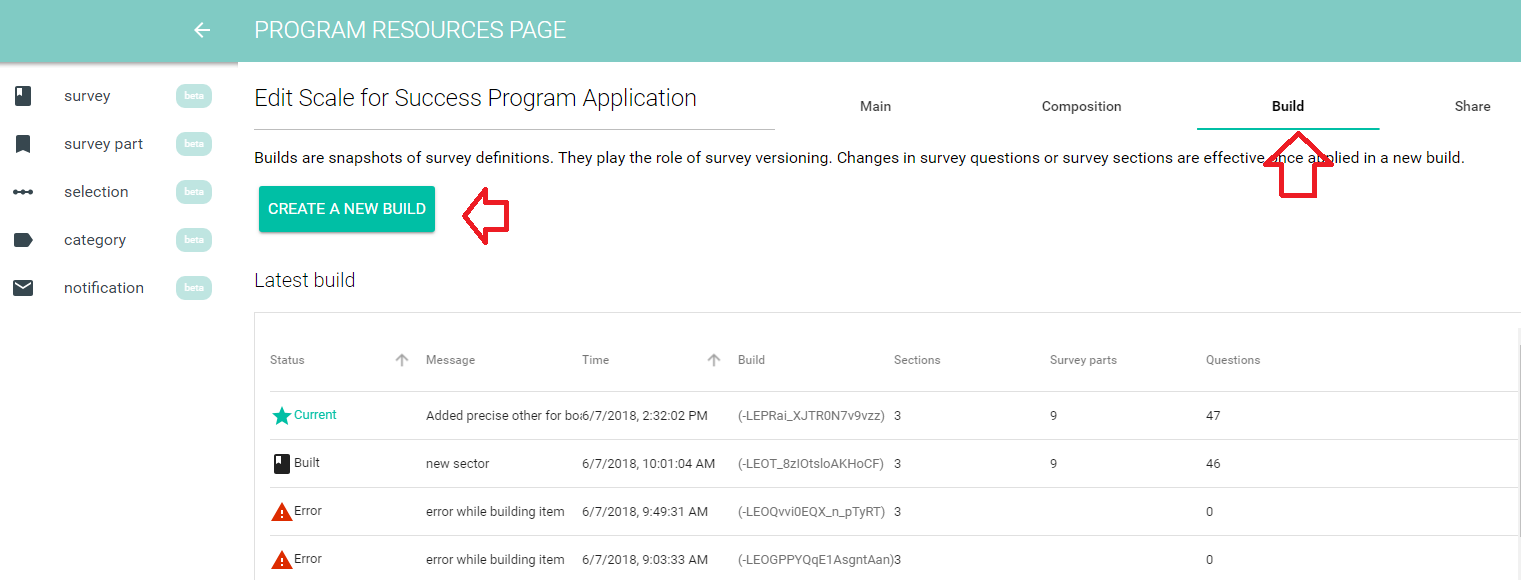 PROGRAM RESOURCES PAGE
survey beta
survey part beta
selection beta
category beta
notification beta
Edit Scale for Success Program Application
Main Composition Build Share
Builds are snapshots of survey definitions. They play the role of survey versioning. Changes in survey questions or survey sections are effective once applied in a new build.
CREATE A NEW BUILD
Latest build
Status Message Time Build Sections Survey parts Questions
Current Added precise other for boa 6/7/2018, 2:32:02 PM (-LEPRai_XJTR0N7v9vzz) 3 9 47
Built new sector 6/7/2018, 10:01:04 AM (-LEOT_8zIOtsloAKHoCF) 3 9 46
Error error while building item 6/7/2018, 9:49:31 AM (-LEOQvvi0EQX_n_pTyRT) 3 0
Error error while building item 6/7/2018, 9:03:33 AM (-LEOGPPYQqE1AsgntAan) 3 0